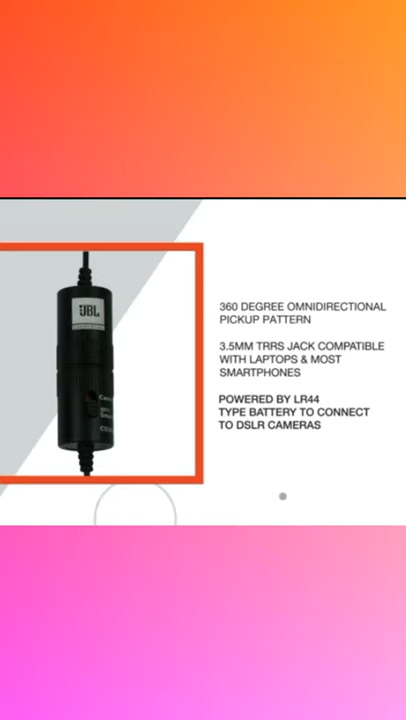 JBL
360 DEGREE OMNIDIRECTIONAL
PICKUP PATTERN
3.5MM TRRS JACK COMPATIBLE
WITH LAPTOPS & MOST
SMARTPHONES
POWERED BY LR44
TYPE BATTERY TO CONNECT
TO DSLR CAMERAS